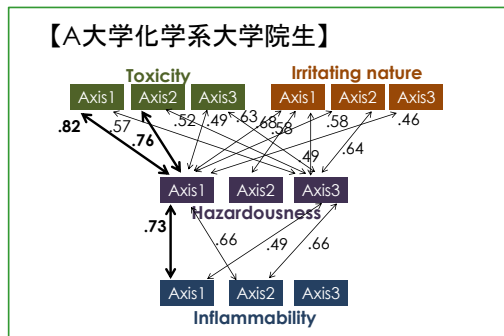 【A大学化学系大学院生】
Toxicity Irritating nature
Axis1 Axis2 Axis3 Axis1 Axis2 Axis3
.82 .57 .76 .52 .49 .63 .68 .58 .58 .49 .64 .46
Axis1 Axis2 Axis3
Hazardousness
.73 .66 .49 .66
Axis1 Axis2 Axis3
Inflammability